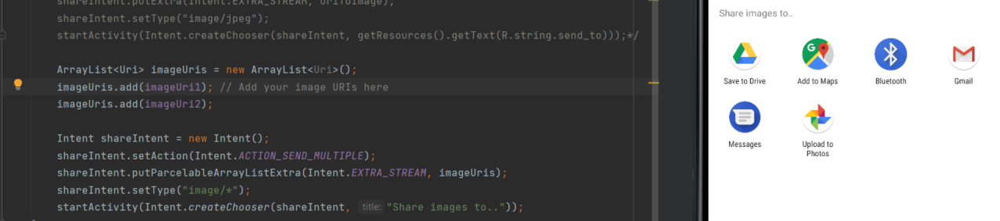 shareIntent.putExtra(Intent.EXTRA_STREAM, uriToImage);
shareIntent.setType("image/jpeg");
startActivity(Intent.createChooser(shareIntent, getResources().getText(R.string.send_to)));*/
ArrayList<Uri> imageUris = new ArrayList<Uri>();
imageUris.add(imageUri1); // Add your image URIs here
imageUris.add(imageUri2);
Intent shareIntent = new Intent();
shareIntent.setAction(Intent.ACTION_SEND_MULTIPLE);
shareIntent.putParcelableArrayListExtra(Intent.EXTRA_STREAM, imageUris);
shareIntent.setType("image/*");
startActivity(Intent.createChooser(shareIntent, title: "Share images to.."));
Share images to..
Save to Drive
Add to Maps
Bluetooth
Gmail
Messages
Upload to
Photos